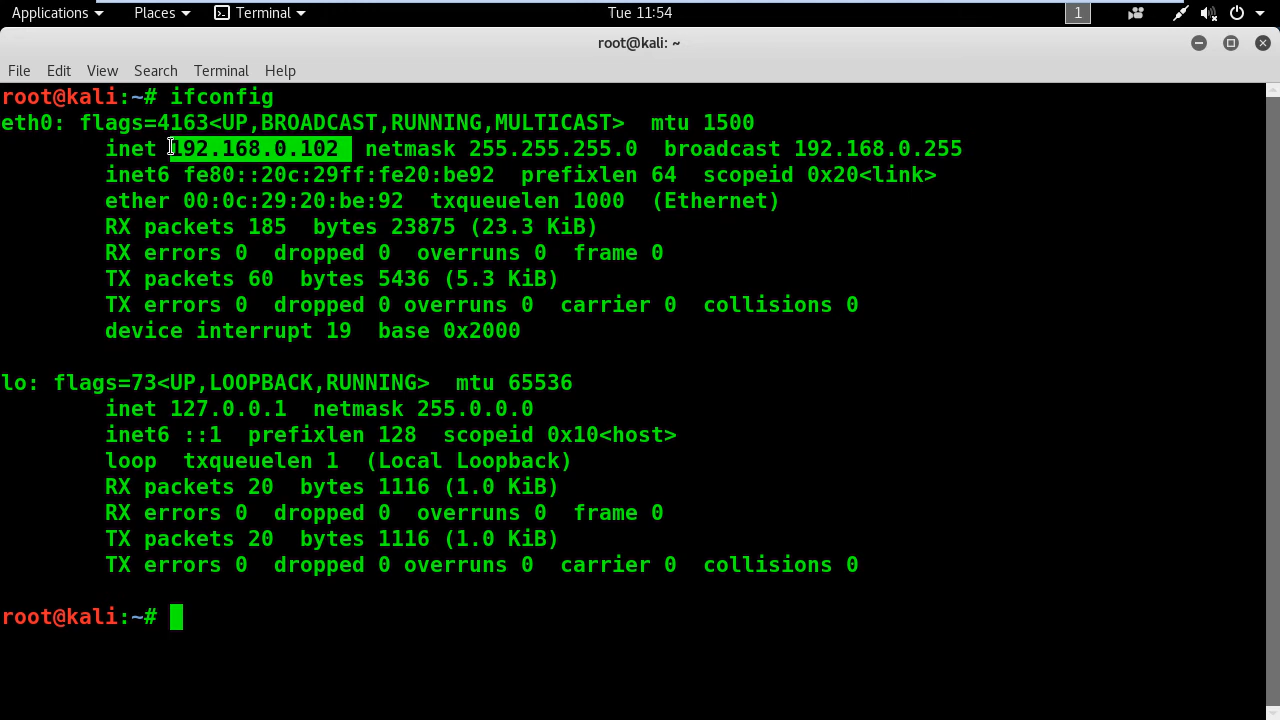 Applications Places Terminal Tue 11:54 1
root@kali: ~
File Edit View Search Terminal Help
root@kali:~# ifconfig
eth0: flags=4163<UP,BROADCAST,RUNNING,MULTICAST>  mtu 1500
        inet 192.168.0.102  netmask 255.255.255.0  broadcast 192.168.0.255
        inet6 fe80::20c:29ff:fe20:be92  prefixlen 64  scopeid 0x20<link>
        ether 00:0c:29:20:be:92  txqueuelen 1000  (Ethernet)
        RX packets 185  bytes 23875 (23.3 KiB)
        RX errors 0  dropped 0  overruns 0  frame 0
        TX packets 60  bytes 5436 (5.3 KiB)
        TX errors 0  dropped 0 overruns 0  carrier 0  collisions 0
        device interrupt 19  base 0x2000

lo: flags=73<UP,LOOPBACK,RUNNING>  mtu 65536
        inet 127.0.0.1  netmask 255.0.0.0
        inet6 ::1  prefixlen 128  scopeid 0x10<host>
        loop  txqueuelen 1  (Local Loopback)
        RX packets 20  bytes 1116 (1.0 KiB)
        RX errors 0  dropped 0  overruns 0  frame 0
        TX packets 20  bytes 1116 (1.0 KiB)
        TX errors 0  dropped 0 overruns 0  carrier 0  collisions 0

root@kali:~#